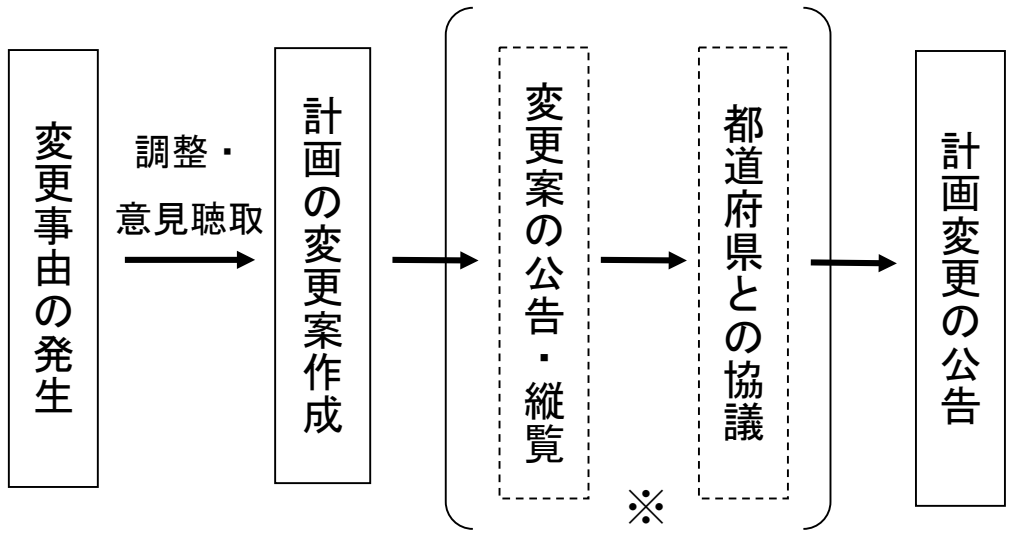 変更事由の発生
調整・
意見聴取
計画の変更案作成
変更案の公告・縦覧
都道府県との協議
※
計画変更の公告